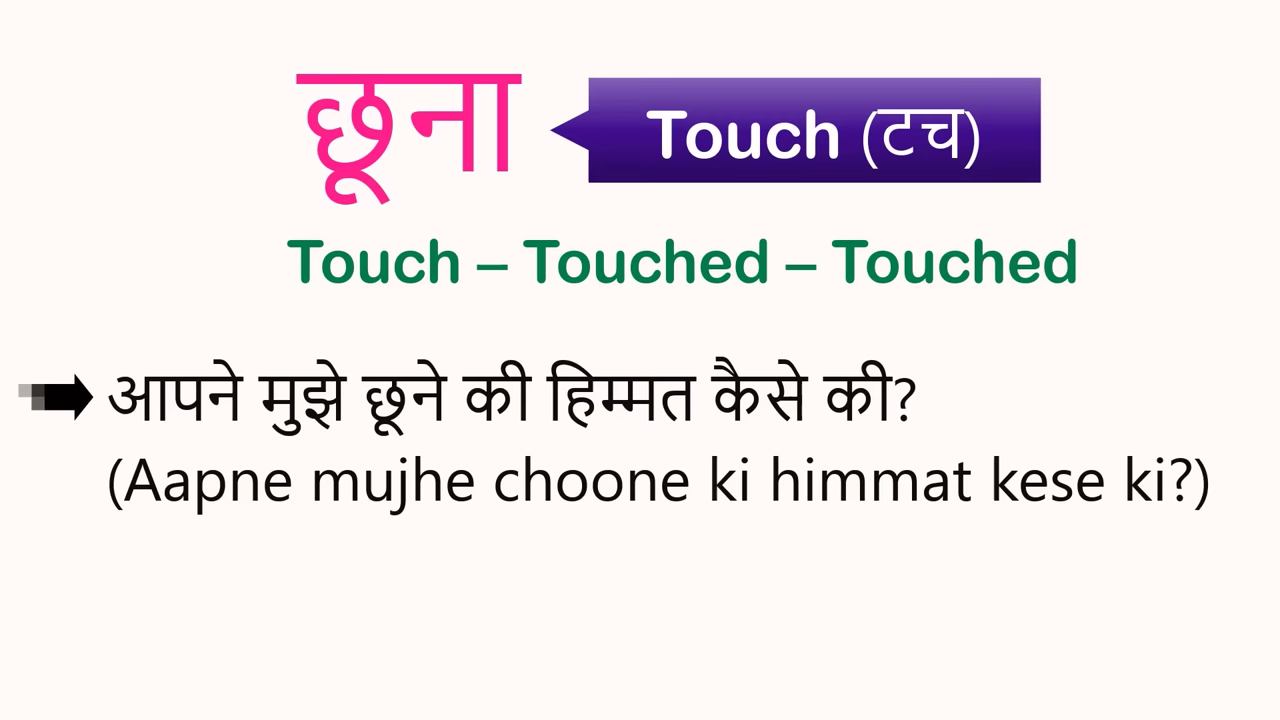 छूना Touch (टच)
Touch – Touched – Touched
आपने मुझे छूने की हिम्मत कैसे की?
(Aapne mujhe choone ki himmat kese ki?)